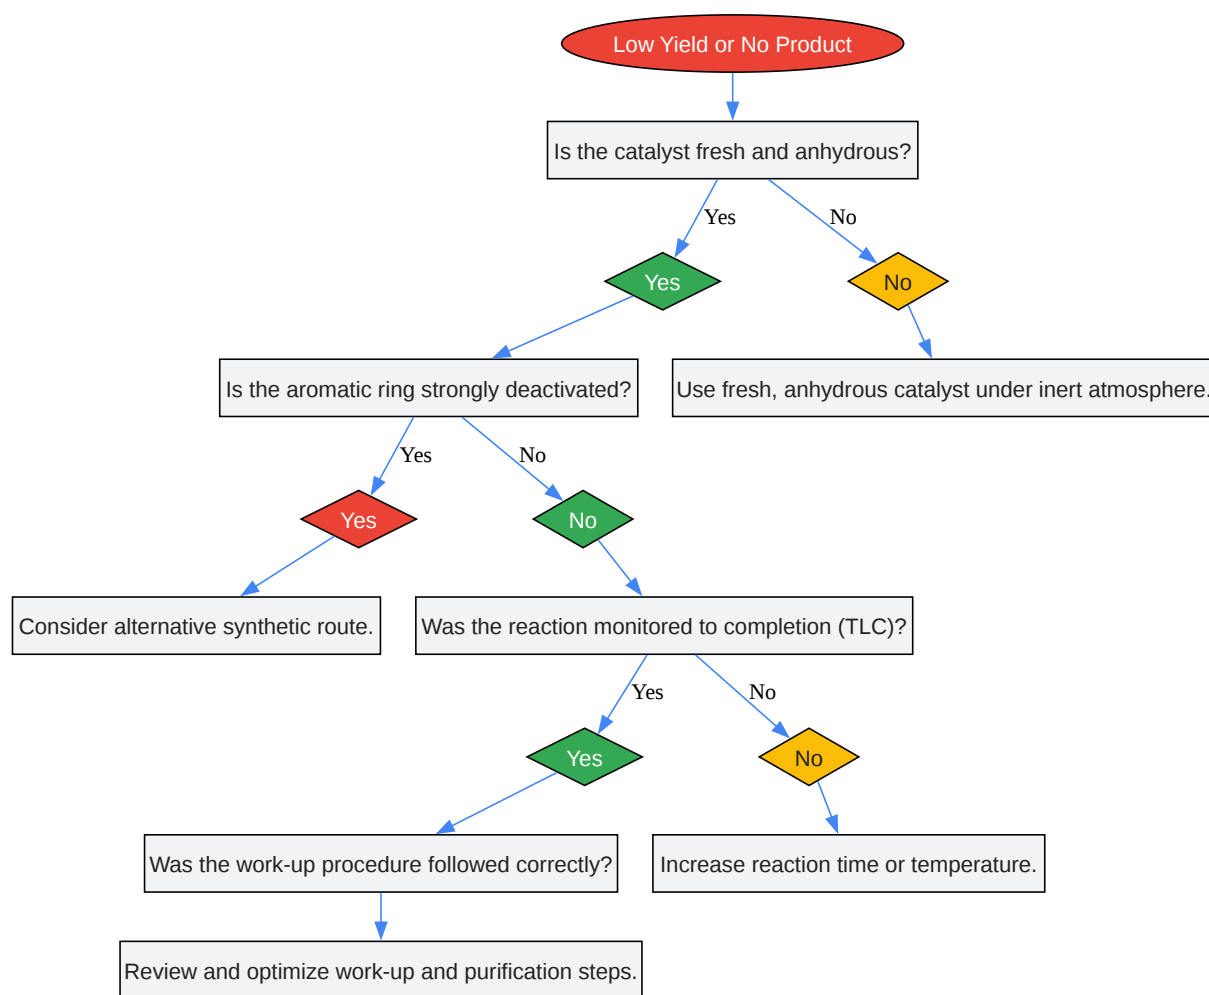 Low Yield or No Product
Is the catalyst fresh and anhydrous?
Yes
No
Yes
No
Is the aromatic ring strongly deactivated?
Use fresh, anhydrous catalyst under inert atmosphere.
Yes
No
Yes
No
Consider alternative synthetic route.
Was the reaction monitored to completion (TLC)?
Yes
No
Yes
No
Was the work-up procedure followed correctly?
Increase reaction time or temperature.
Review and optimize work-up and purification steps.